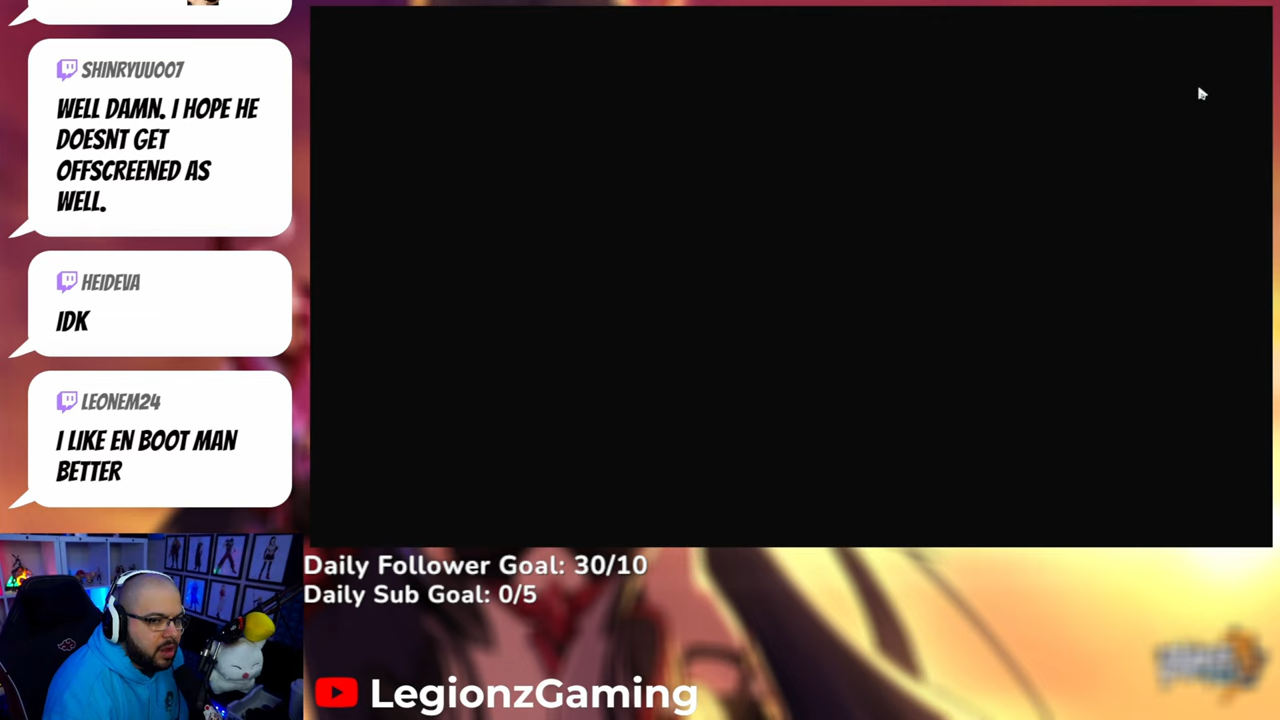 SHINRYUU007
WELL DAMN. I HOPE HE
DOESNT GET
OFFSCREENED AS
WELL.
HEIDEVA
IDK
LEONEM24
I LIKE EN BOOT MAN
BETTER
Daily Follower Goal: 30/10
Daily Sub Goal: 0/5
LegionzGaming